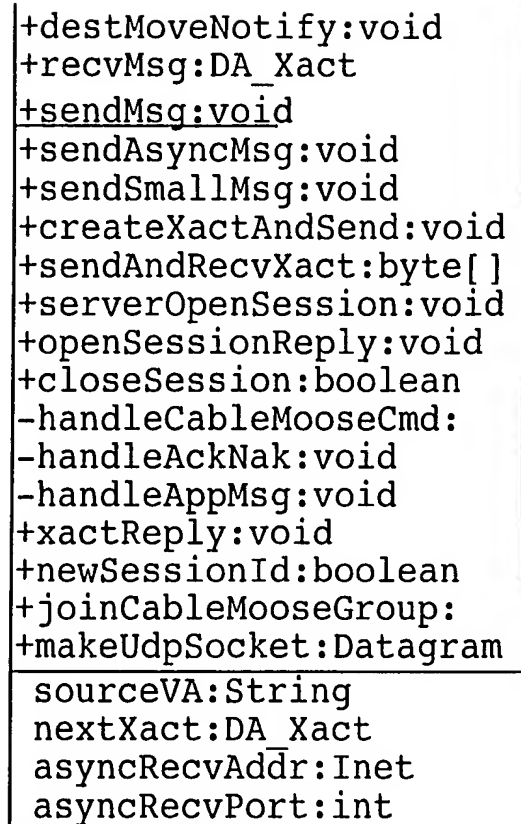 +destMoveNotify:void
+recvMsg:DA_Xact
+sendMsg:void
+sendAsyncMsg:void
+sendSmallMsg:void
+createXactAndSend:void
+sendAndRecvXact:byte[]
+serverOpenSession:void
+openSessionReply:void
+closeSession:boolean
-handleCableMooseCmd:
-handleAckNak:void
-handleAppMsg:void
+xactReply:void
+newSessionId:boolean
+joinCableMooseGroup:
+makeUdpSocket:Datagram
sourceVA:String
nextXact:DA_Xact
asyncRecvAddr:Inet
asyncRecvPort:int